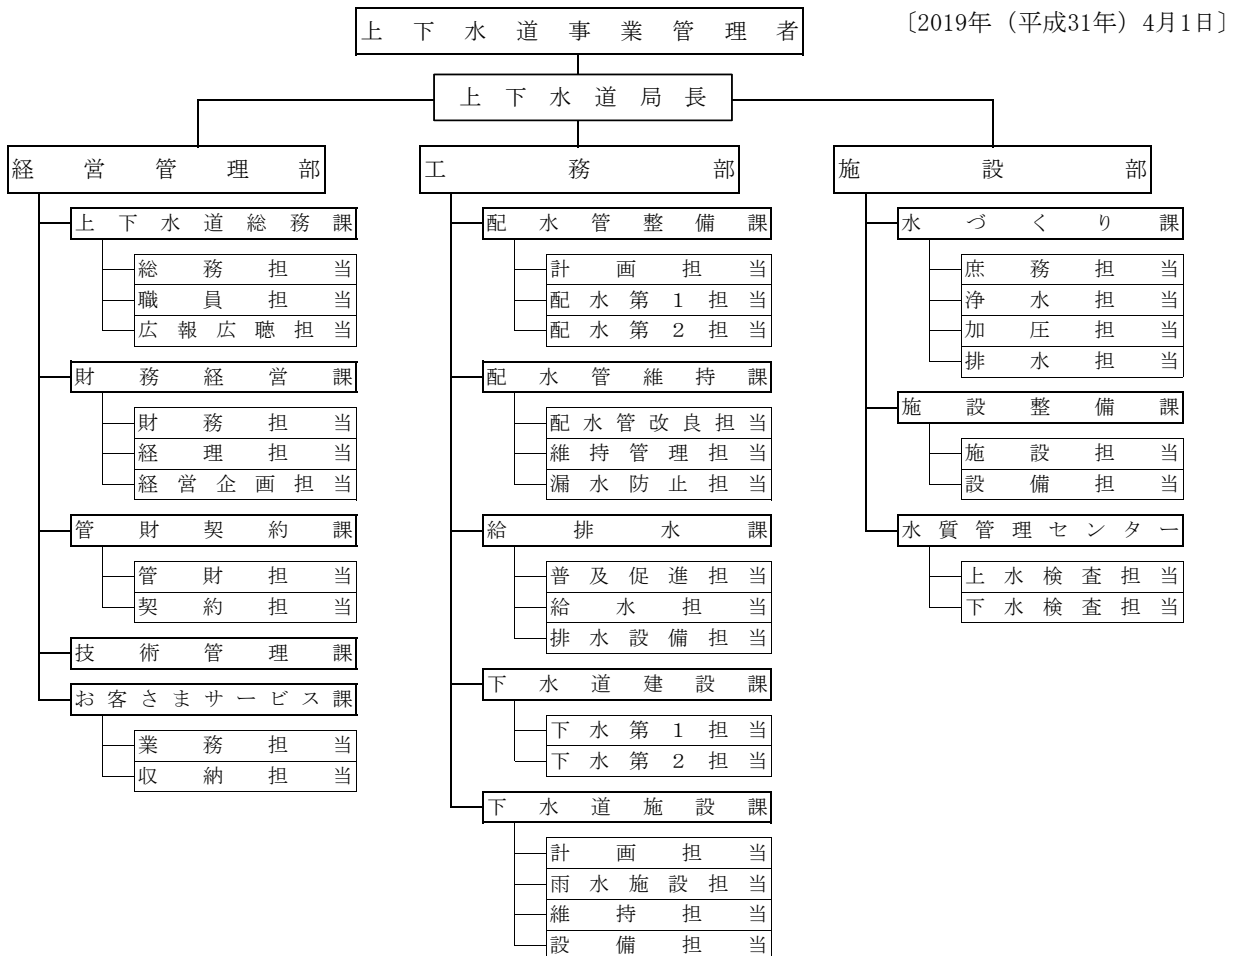 〔2019年（平成31年）4月1日〕
上下水道事業管理者
上下水道局長
経営管理部
上下水道総務課
総務担当
職員担当
広報広聴担当
財務経営課
財務担当
経理担当
経営企画担当
管財契約課
管財担当
契約担当
技術管理課
お客さまサービス課
業務担当
収納担当
工務部
配水管整備課
計画担当
配水第1担当
配水第2担当
配水管維持課
配水管改良担当
維持管理担当
漏水防止担当
給排水課
普及促進担当
給水担当
排水設備担当
下水道建設課
下水第1担当
下水第2担当
下水道施設課
計画担当
雨水施設担当
維持担当
設備担当
施設部
水づくり課
庶務担当
浄水担当
加圧担当
排水担当
施設整備課
施設担当
設備担当
水質管理センター
上水検査担当
下水検査担当